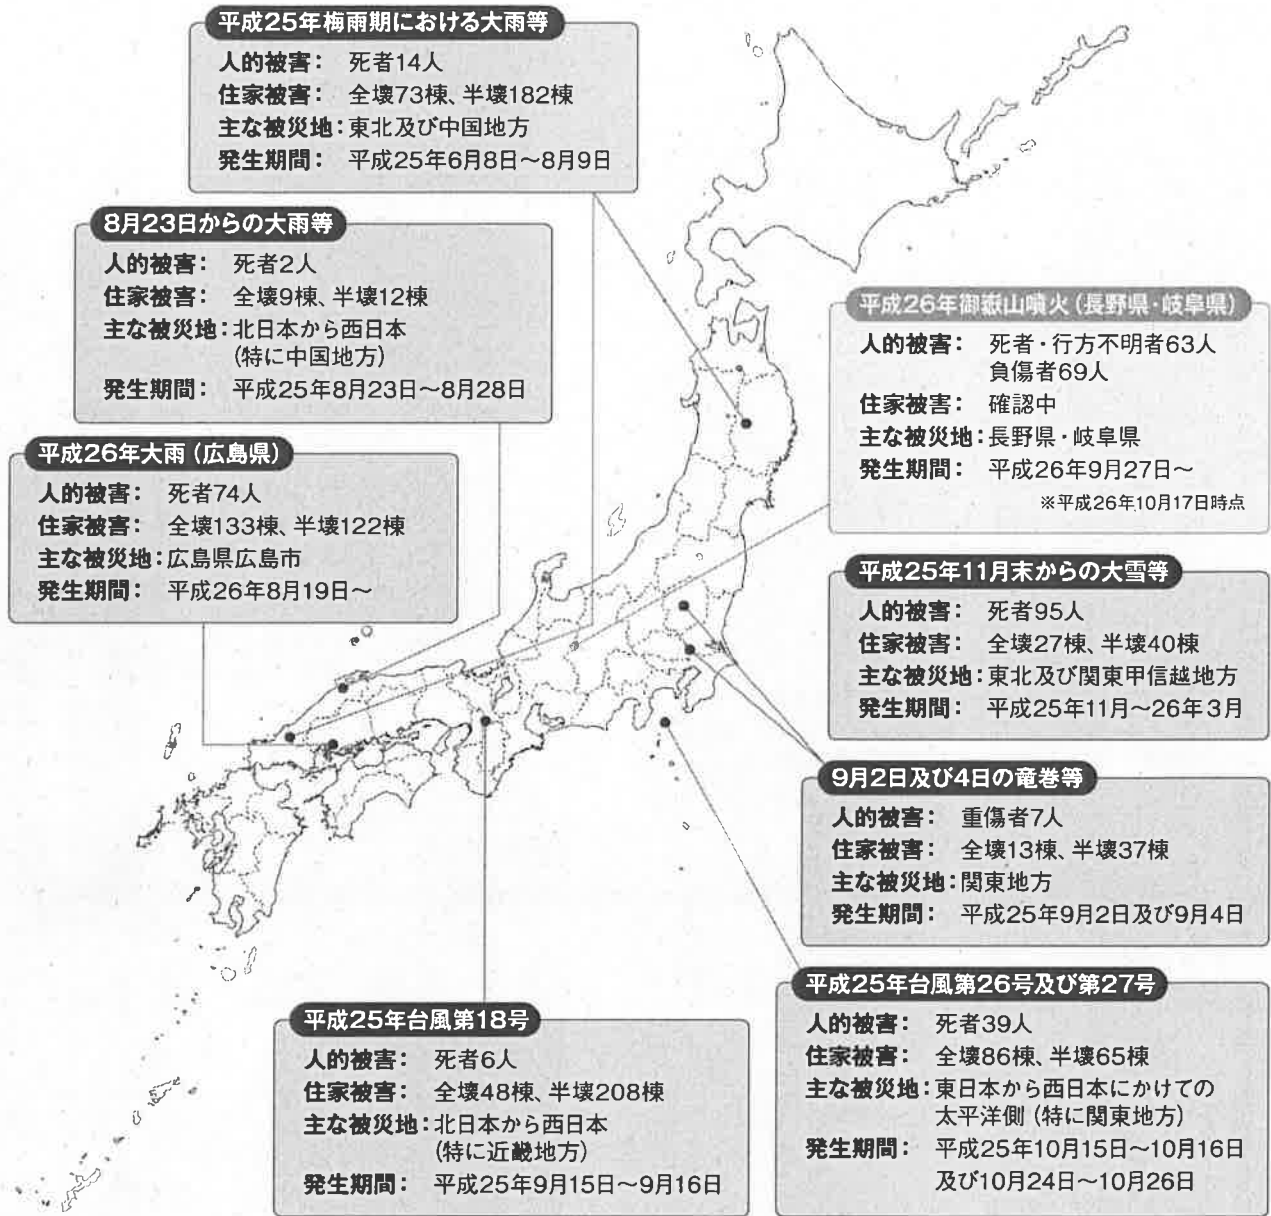 平成25年梅雨期における大雨等
人的被害： 死者14人
住家被害： 全壊73棟、半壊182棟
主な被災地：東北及び中国地方
発生期間： 平成25年6月8日～8月9日
8月23日からの大雨等
人的被害： 死者2人
住家被害： 全壊9棟、半壊12棟
主な被災地：北日本から西日本
(特に中国地方)
発生期間： 平成25年8月23日～8月28日
平成26年大雨（広島県）
人的被害： 死者74人
住家被害： 全壊133棟、半壊122棟
主な被災地：広島県広島市
発生期間： 平成26年8月19日～
平成26年御嶽山噴火（長野県・岐阜県）
人的被害： 死者・行方不明者63人
負傷者69人
住家被害： 確認中
主な被災地：長野県・岐阜県
発生期間： 平成26年9月27日～
※平成26年10月17日時点
平成25年11月末からの大雪等
人的被害： 死者95人
住家被害： 全壊27棟、半壊40棟
主な被災地：東北及び関東甲信越地方
発生期間： 平成25年11月～26年3月
9月2日及び4日の竜巻等
人的被害： 重傷者7人
住家被害： 全壊13棟、半壊37棟
主な被災地：関東地方
発生期間： 平成25年9月2日及び9月4日
平成25年台風第26号及び第27号
人的被害： 死者39人
住家被害： 全壊86棟、半壊65棟
主な被災地：東日本から西日本にかけての
太平洋側（特に関東地方）
発生期間： 平成25年10月15日～10月16日
及び10月24日～10月26日
平成25年台風第18号
人的被害： 死者6人
住家被害： 全壊48棟、半壊208棟
主な被災地：北日本から西日本
(特に近畿地方)
発生期間： 平成25年9月15日～9月16日